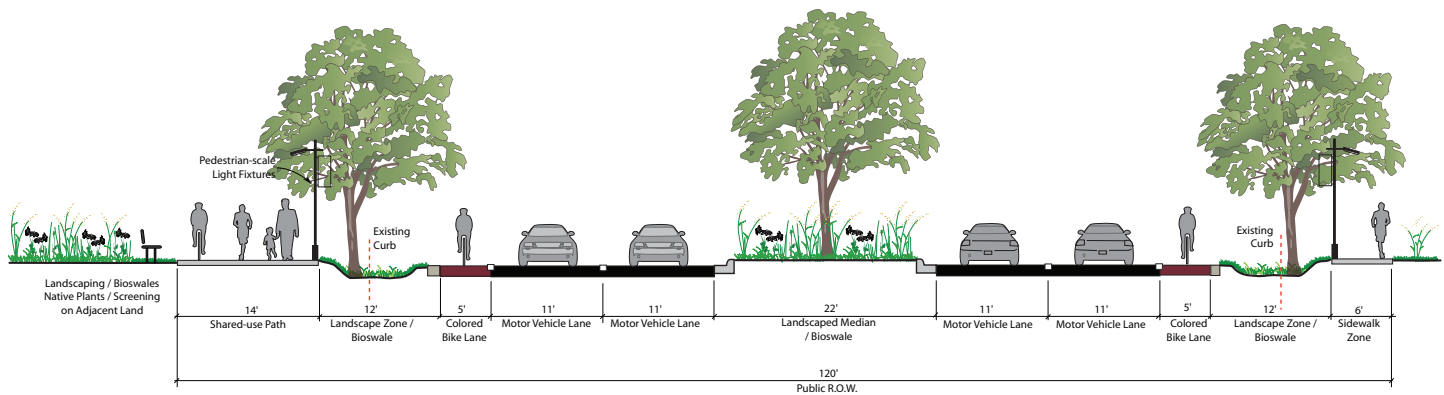 Pedestrian-scale
Light Fixtures
Existing
Curb
Existing
Curb
Landscaping / Bioswales
Native Plants / Screening
on Adjacent Land
14'
Shared-use Path
12'
Landscape Zone /
Bioswale
5'
Colored
Bike Lane
11'
Motor Vehicle Lane
11'
Motor Vehicle Lane
22'
Landscaped Median
/ Bioswale
11'
Motor Vehicle Lane
11'
Motor Vehicle Lane
5'
Colored
Bike Lane
12'
Landscape Zone /
Bioswale
6'
Sidewalk
Zone
120'
Public R.O.W.